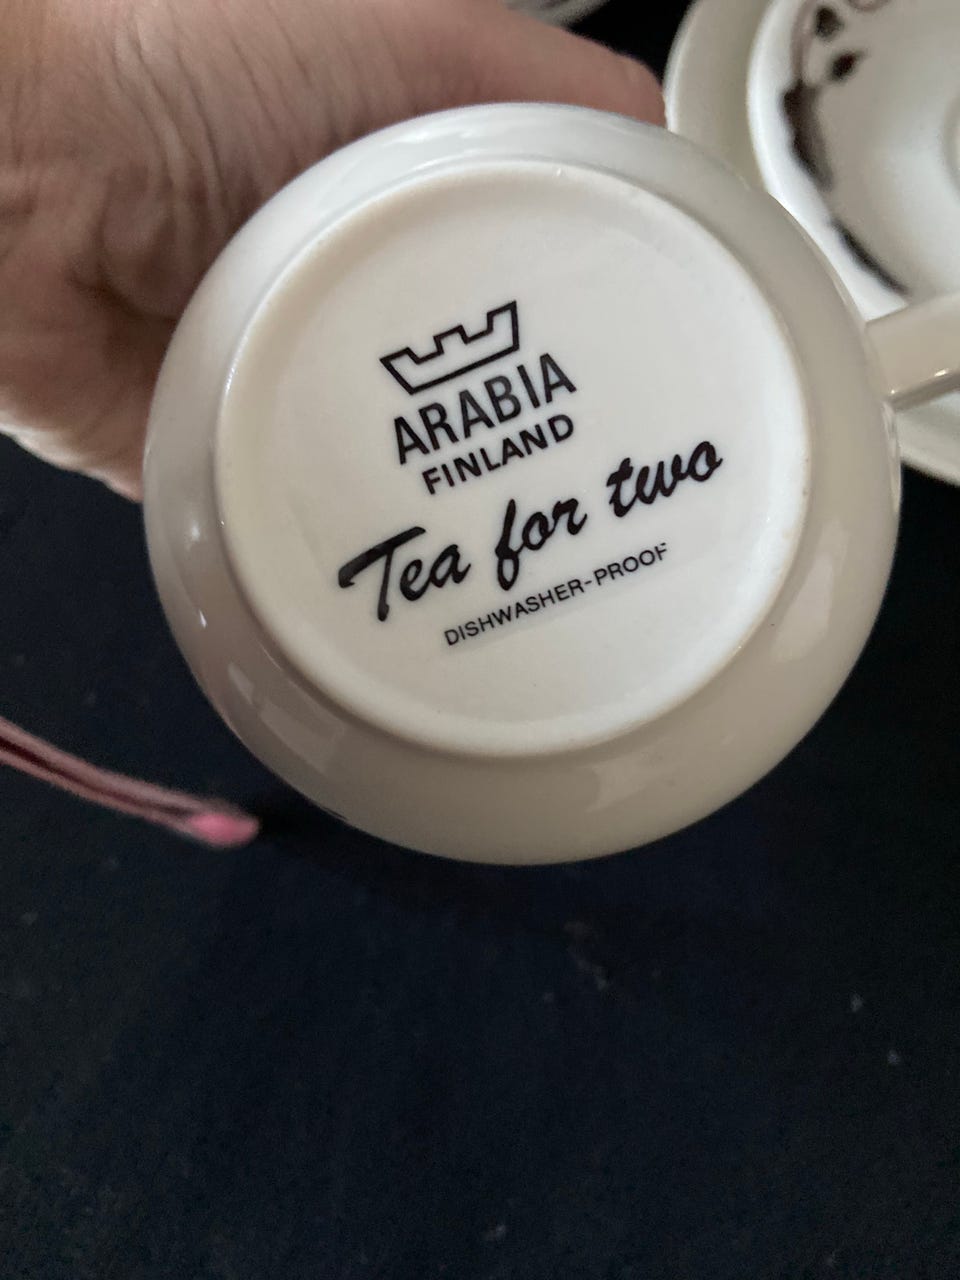 ARABIA
FINLAND
Tea for two
DISHWASHER-PROOF